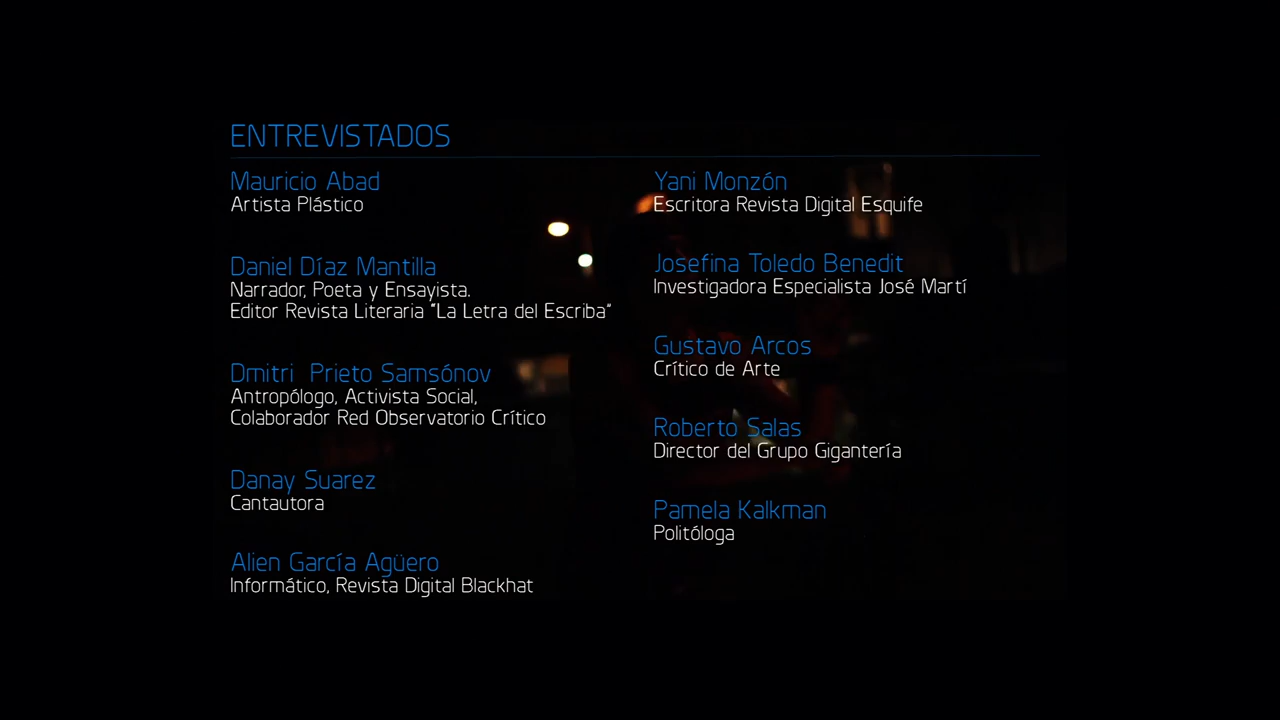 ENTREVISTADOS
Mauricio Abad
Artista Plástico
Daniel Díaz Mantilla
Narrador, Poeta y Ensayista.
Editor Revista Literaria "La Letra del Escriba"
Dmitri Prieto Samsónov
Antropólogo, Activista Social,
Colaborador Red Observatorio Crítico
Danay Suarez
Cantautora
Alien García Agüero
Informático, Revista Digital Blackhat
Yani Monzón
Escritora Revista Digital Esquife
Josefina Toledo Benedit
Investigadora Especialista José Martí
Gustavo Arcos
Crítico de Arte
Roberto Salas
Director del Grupo Gigantería
Pamela Kalkman
Politóloga